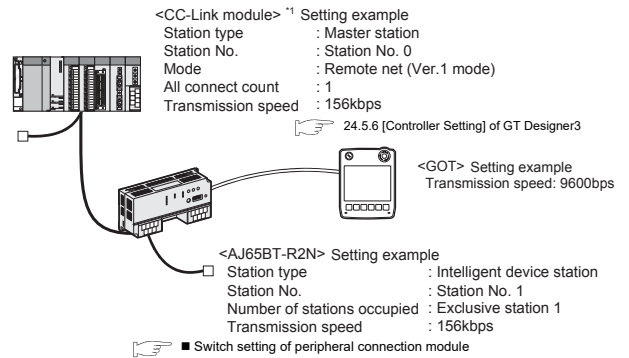 <CC-Link module> *1 Setting example
Station type : Master station
Station No. : Station No. 0
Mode : Remote net (Ver.1 mode)
All connect count : 1
Transmission speed : 156kbps
24.5.6 [Controller Setting] of GT Designer3
<GOT> Setting example
Transmission speed: 9600bps
<AJ65BT-R2N> Setting example
Station type : Intelligent device station
Station No. : Station No. 1
Number of stations occupied : Exclusive station 1
Transmission speed : 156kbps
■ Switch setting of peripheral connection module